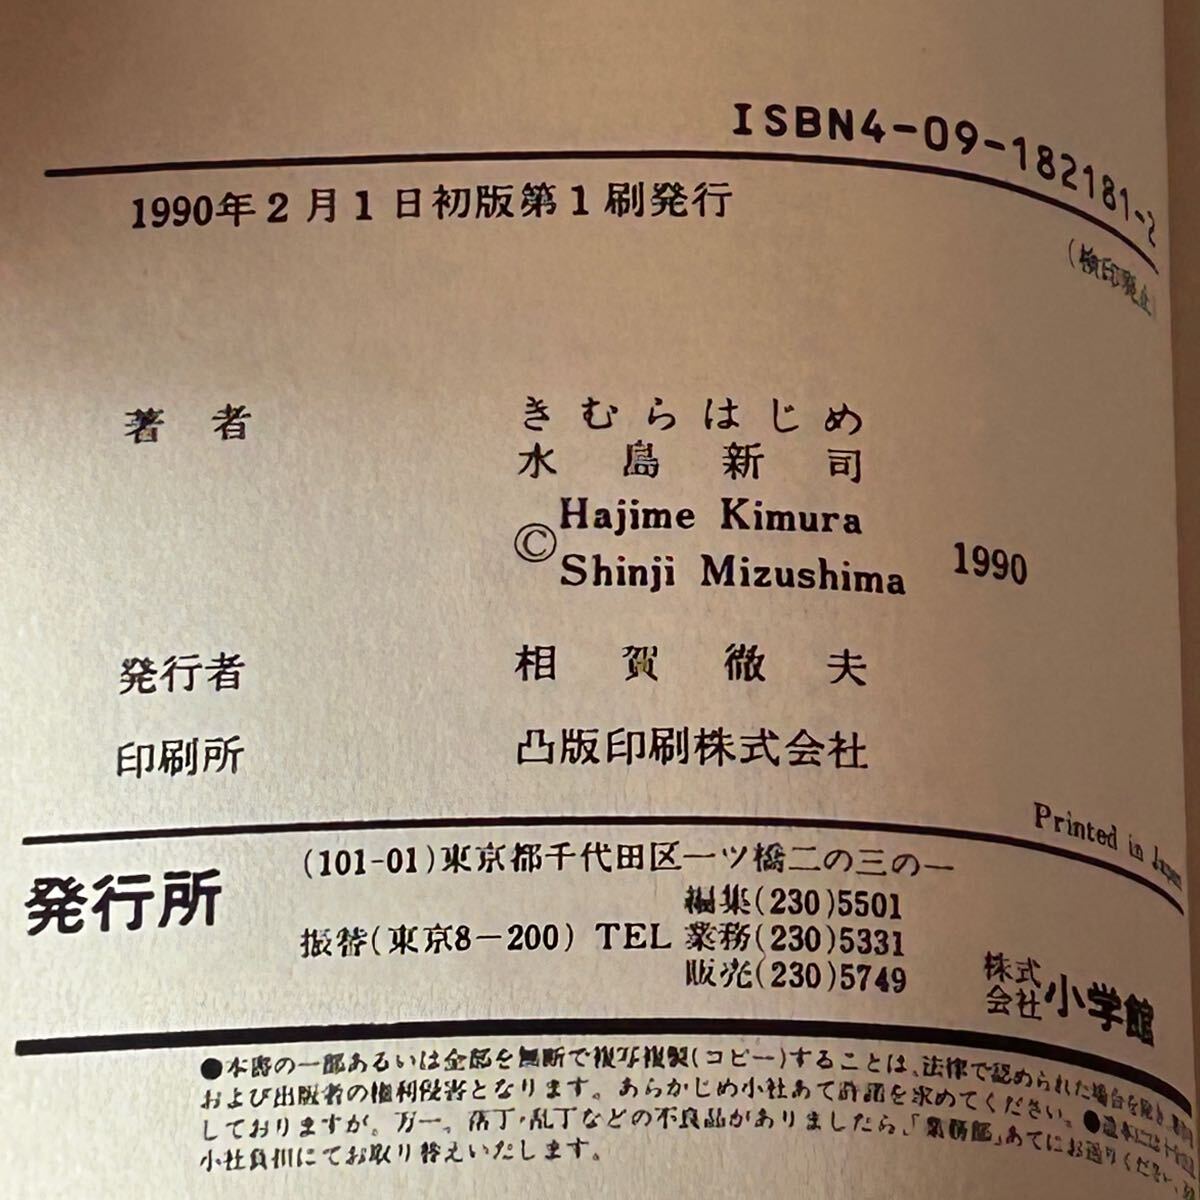 ISBN4-09-182181-2
1990年2月1日初版第1刷発行
(検印廃止)
著者 きむらはじめ
水島新司
© Hajime Kimura
Shinji Mizushima 1990
発行者 相賀徹夫
印刷所 凸版印刷株式会社
Printed in Japan
発行所 (101-01)東京都千代田区一ツ橋二の三の一
編集(230)5501
振替(東京8-200) TEL 業務(230)5331
販売(230)5749
株式会社 小学館
●本書の一部あるいは全部を無断で複写複製(コピー)することは、法律で認められた場合を除き、
および出版者の権利侵害となります。あらかじめ小社あて許諾を求めてください。●造本には十分
しておりますが、万一、落丁・乱丁などの不良品がありましたら、「業務部」あてにお送りください。
小社負担にてお取り替えいたします。